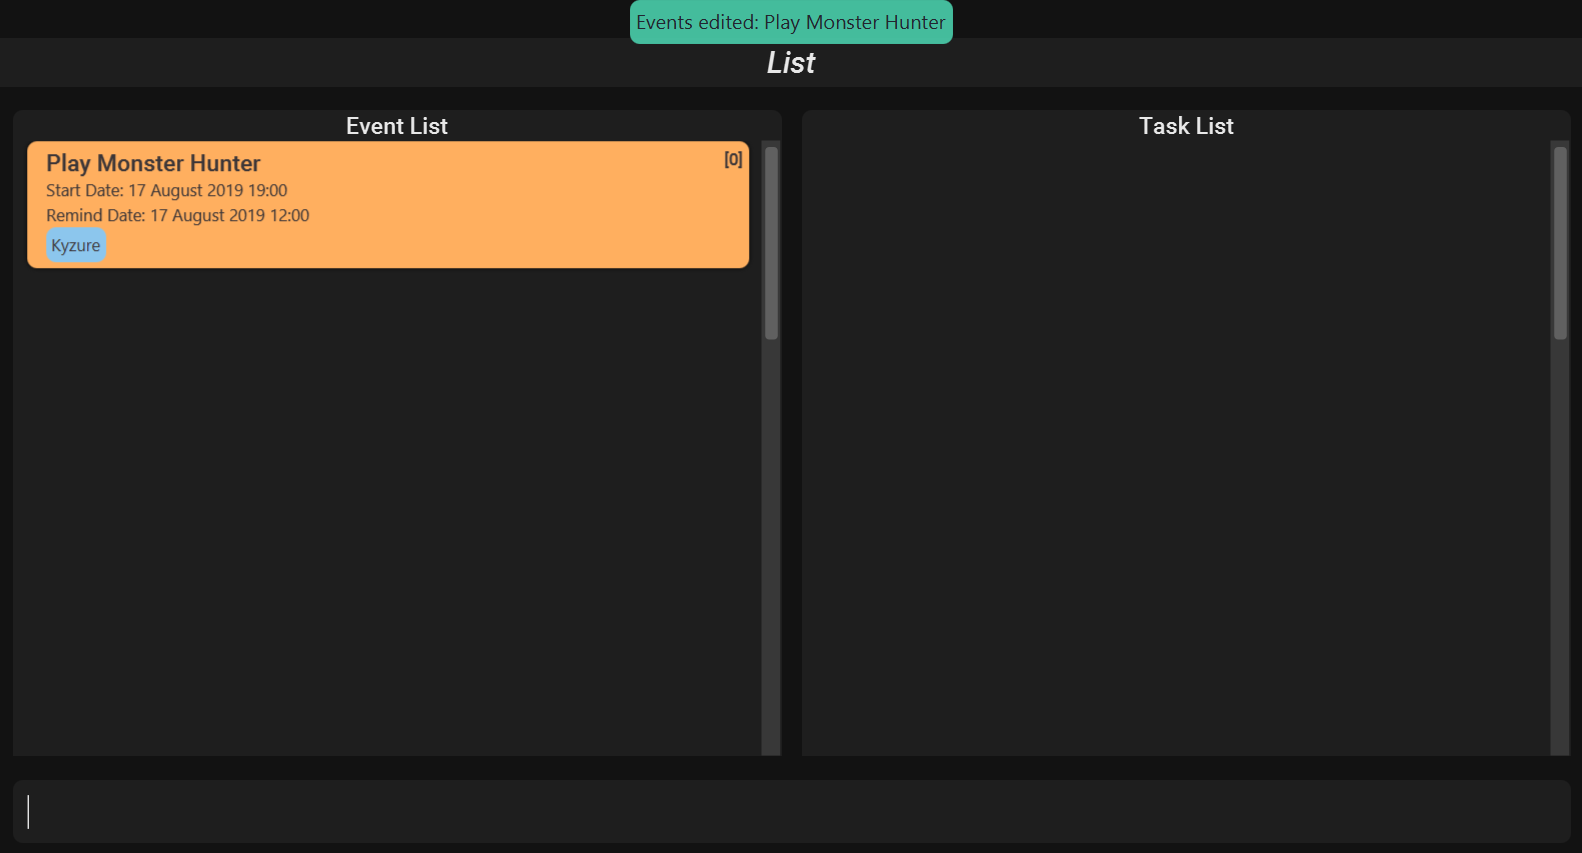 Events edited: Play Monster Hunter
List
Event List
Play Monster Hunter
[0]
Start Date: 17 August 2019 19:00
Remind Date: 17 August 2019 12:00
Kyzure
Task List